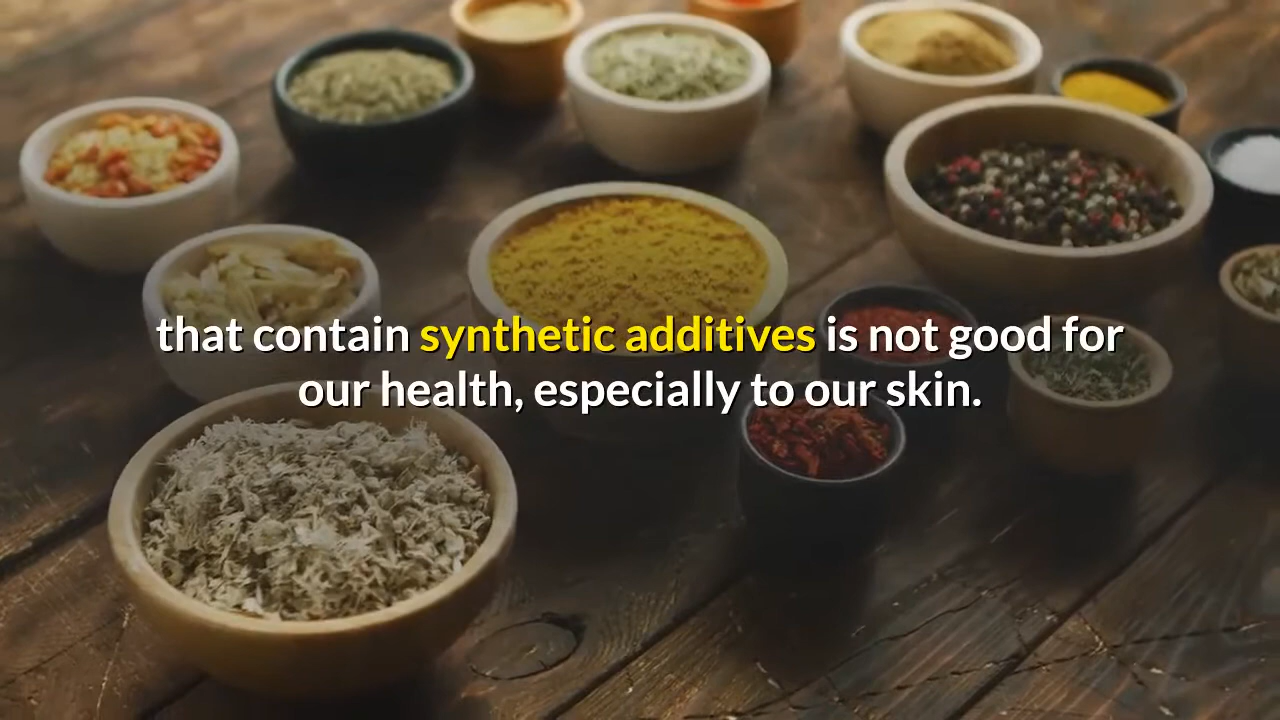 that contain synthetic additives is not good for
our health, especially to our skin.